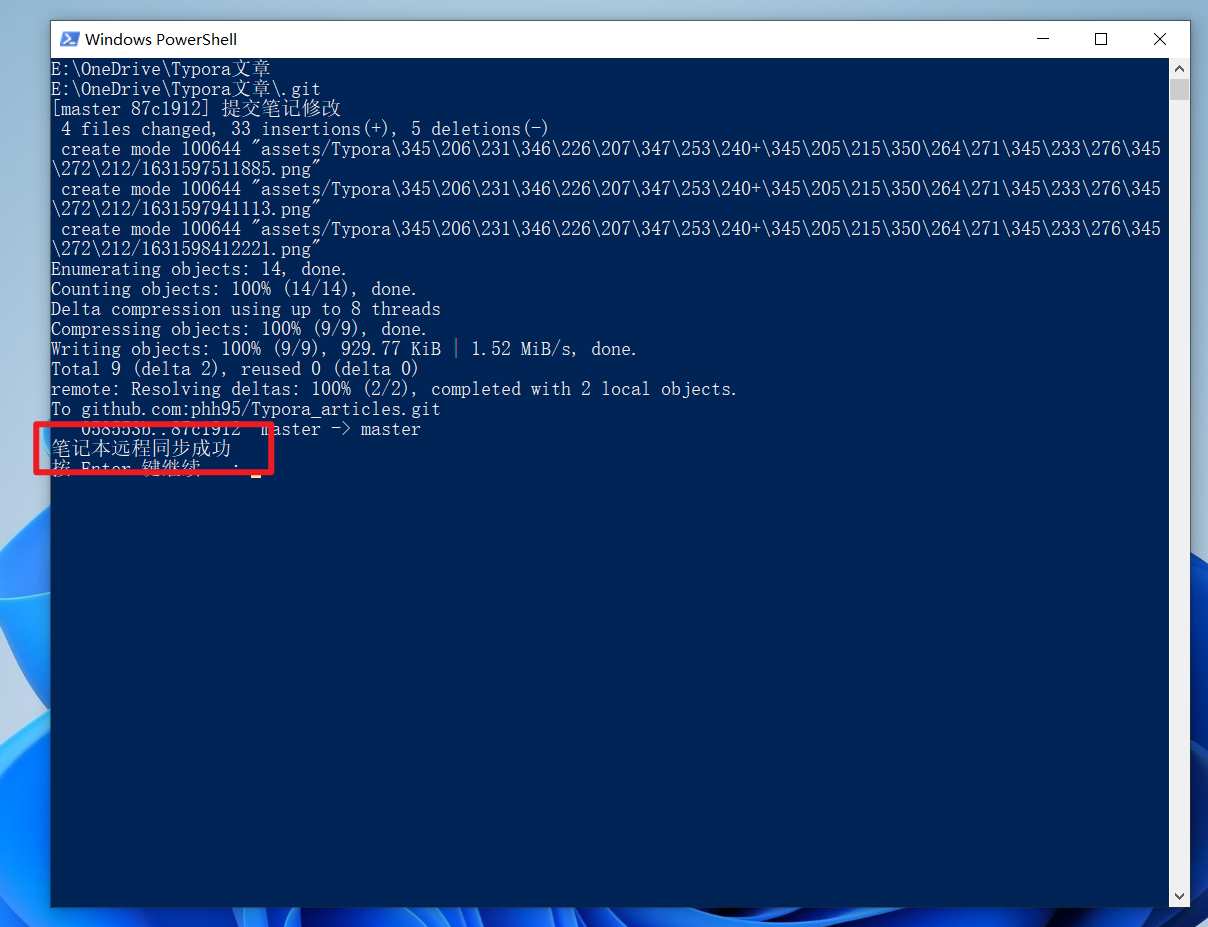 Windows PowerShell
E:\OneDrive\Typora文章
E:\OneDrive\Typora文章\.git
[master 87c1912] 提交笔记修改
4 files changed, 33 insertions(+), 5 deletions(-)
create mode 100644 "assets/Typora\345\206\231\346\226\207\347\253\240+\345\205\215\350\264\271\345\233\276\345
\272\212/1631597511885.png"
create mode 100644 "assets/Typora\345\206\231\346\226\207\347\253\240+\345\205\215\350\264\271\345\233\276\345
\272\212/1631597941113.png"
create mode 100644 "assets/Typora\345\206\231\346\226\207\347\253\240+\345\205\215\350\264\271\345\233\276\345
\272\212/1631598412221.png"
Enumerating objects: 14, done.
Counting objects: 100% (14/14), done.
Delta compression using up to 8 threads
Compressing objects: 100% (9/9), done.
Writing objects: 100% (9/9), 929.77 KiB | 1.52 MiB/s, done.
Total 9 (delta 2), reused 0 (delta 0)
remote: Resolving deltas: 100% (2/2), completed with 2 local objects.
To github.com:phh95/Typora_articles.git
058553b..87c1912 master -> master
笔记本远程同步成功
按 Enter 键继续...: